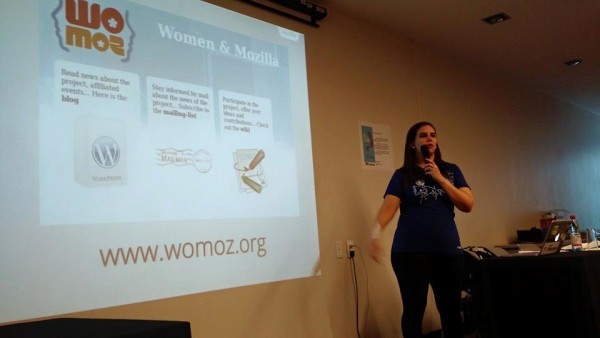 WO
MOZ
Women & Mozilla
Read news about the
project, affiliated
events... Here is the
blog
Stay informed by mail
about the news of the
project... Subscribe to
the mailing-list
Participate in the
project, offer your
ideas and
contributions... Check
out the wiki
www.womoz.org